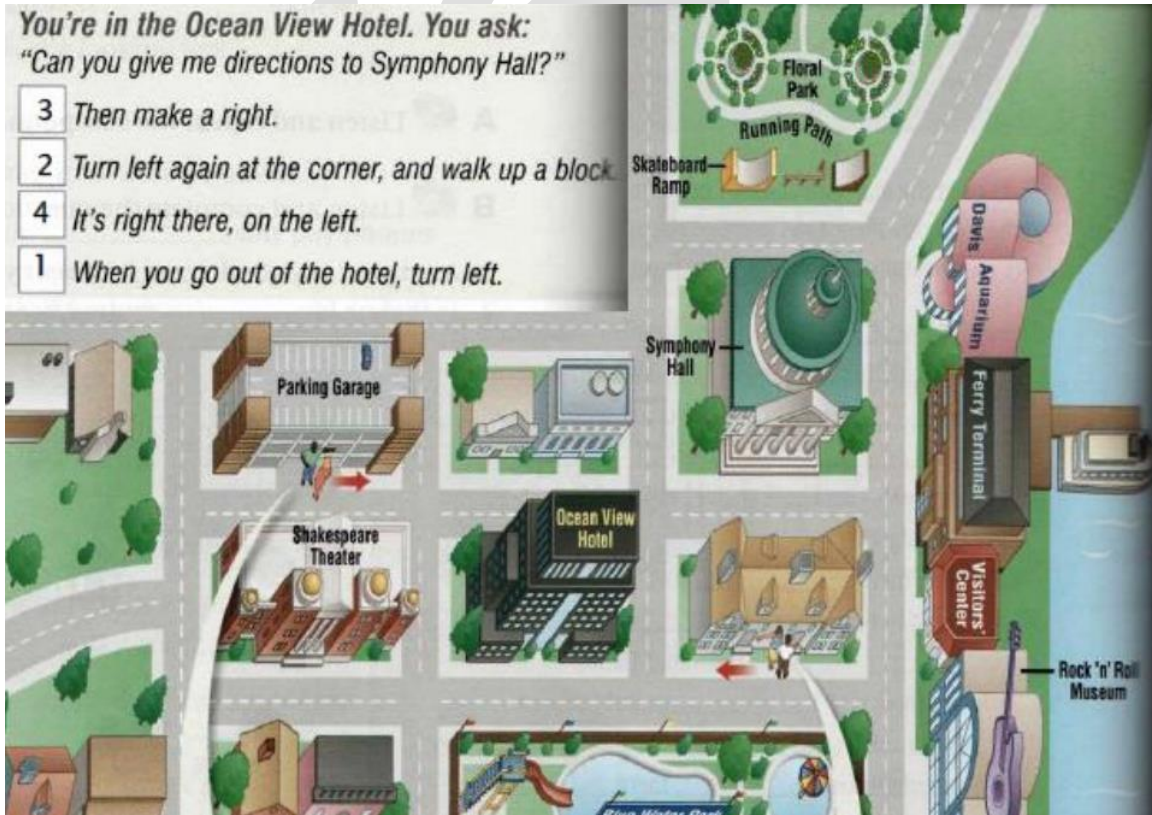 You're in the Ocean View Hotel. You ask:
"Can you give me directions to Symphony Hall?"
3 Then make a right.
2 Turn left again at the corner, and walk up a block.
4 It's right there, on the left.
1 When you go out of the hotel, turn left.
Floral
Park
Running Path
Skateboard
Ramp
Davis
Aquarium
Symphony
Hall
Parking Garage
Ferry Terminal
Ocean View
Hotel
Shakespeare
Theater
Visitors'
Center
Rock 'n' Roll
Museum
Blue Water Park